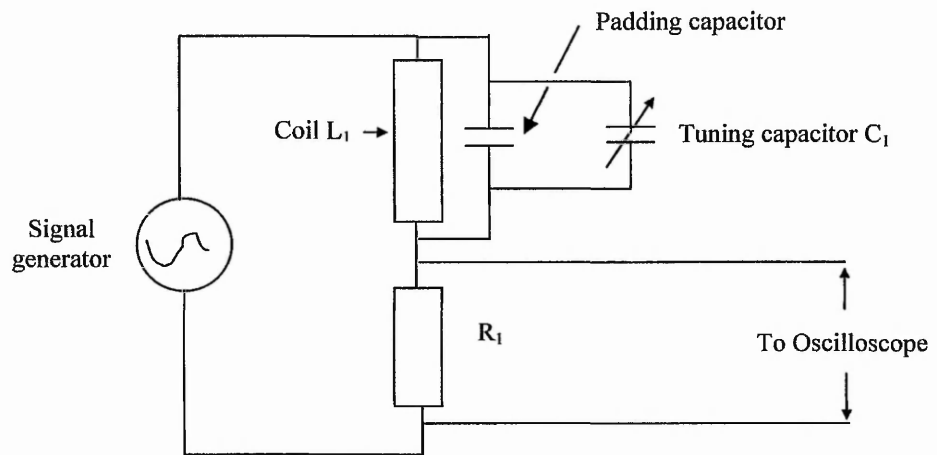 Padding capacitor
Coil L₁
Tuning capacitor C₁
Signal
generator
R₁
To Oscilloscope